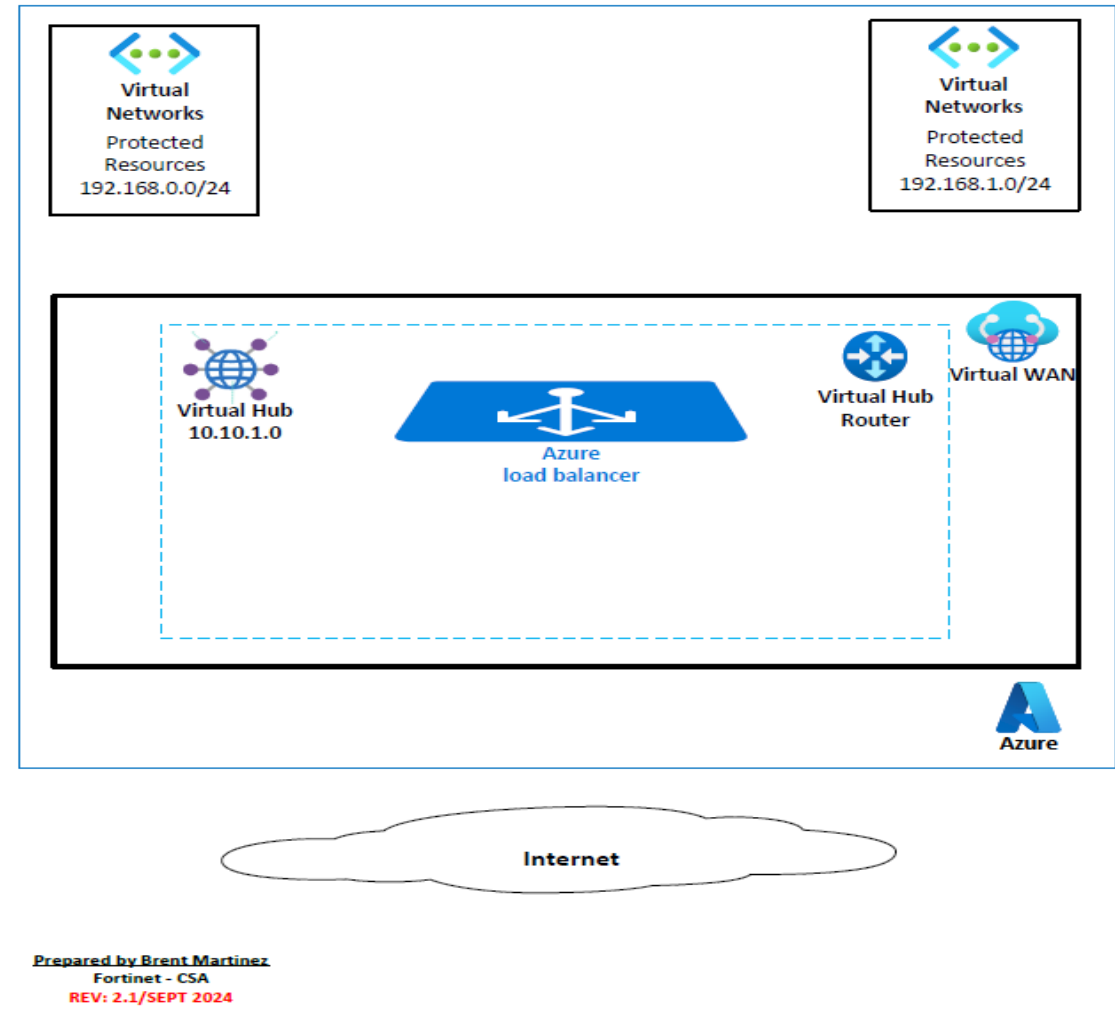 Virtual
Networks
Protected
Resources
192.168.0.0/24
Virtual
Networks
Protected
Resources
192.168.1.0/24
Virtual Hub
10.10.1.0
Azure
load balancer
Virtual Hub
Router
Virtual WAN
Azure
Internet
Prepared by Brent Martinez
Fortinet - CSA
REV: 2.1/SEPT 2024